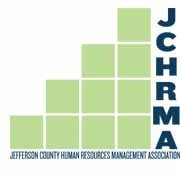 JCHRMA
JEFFERSON COUNTY HUMAN RESOURCES MANAGEMENT ASSOCIATION